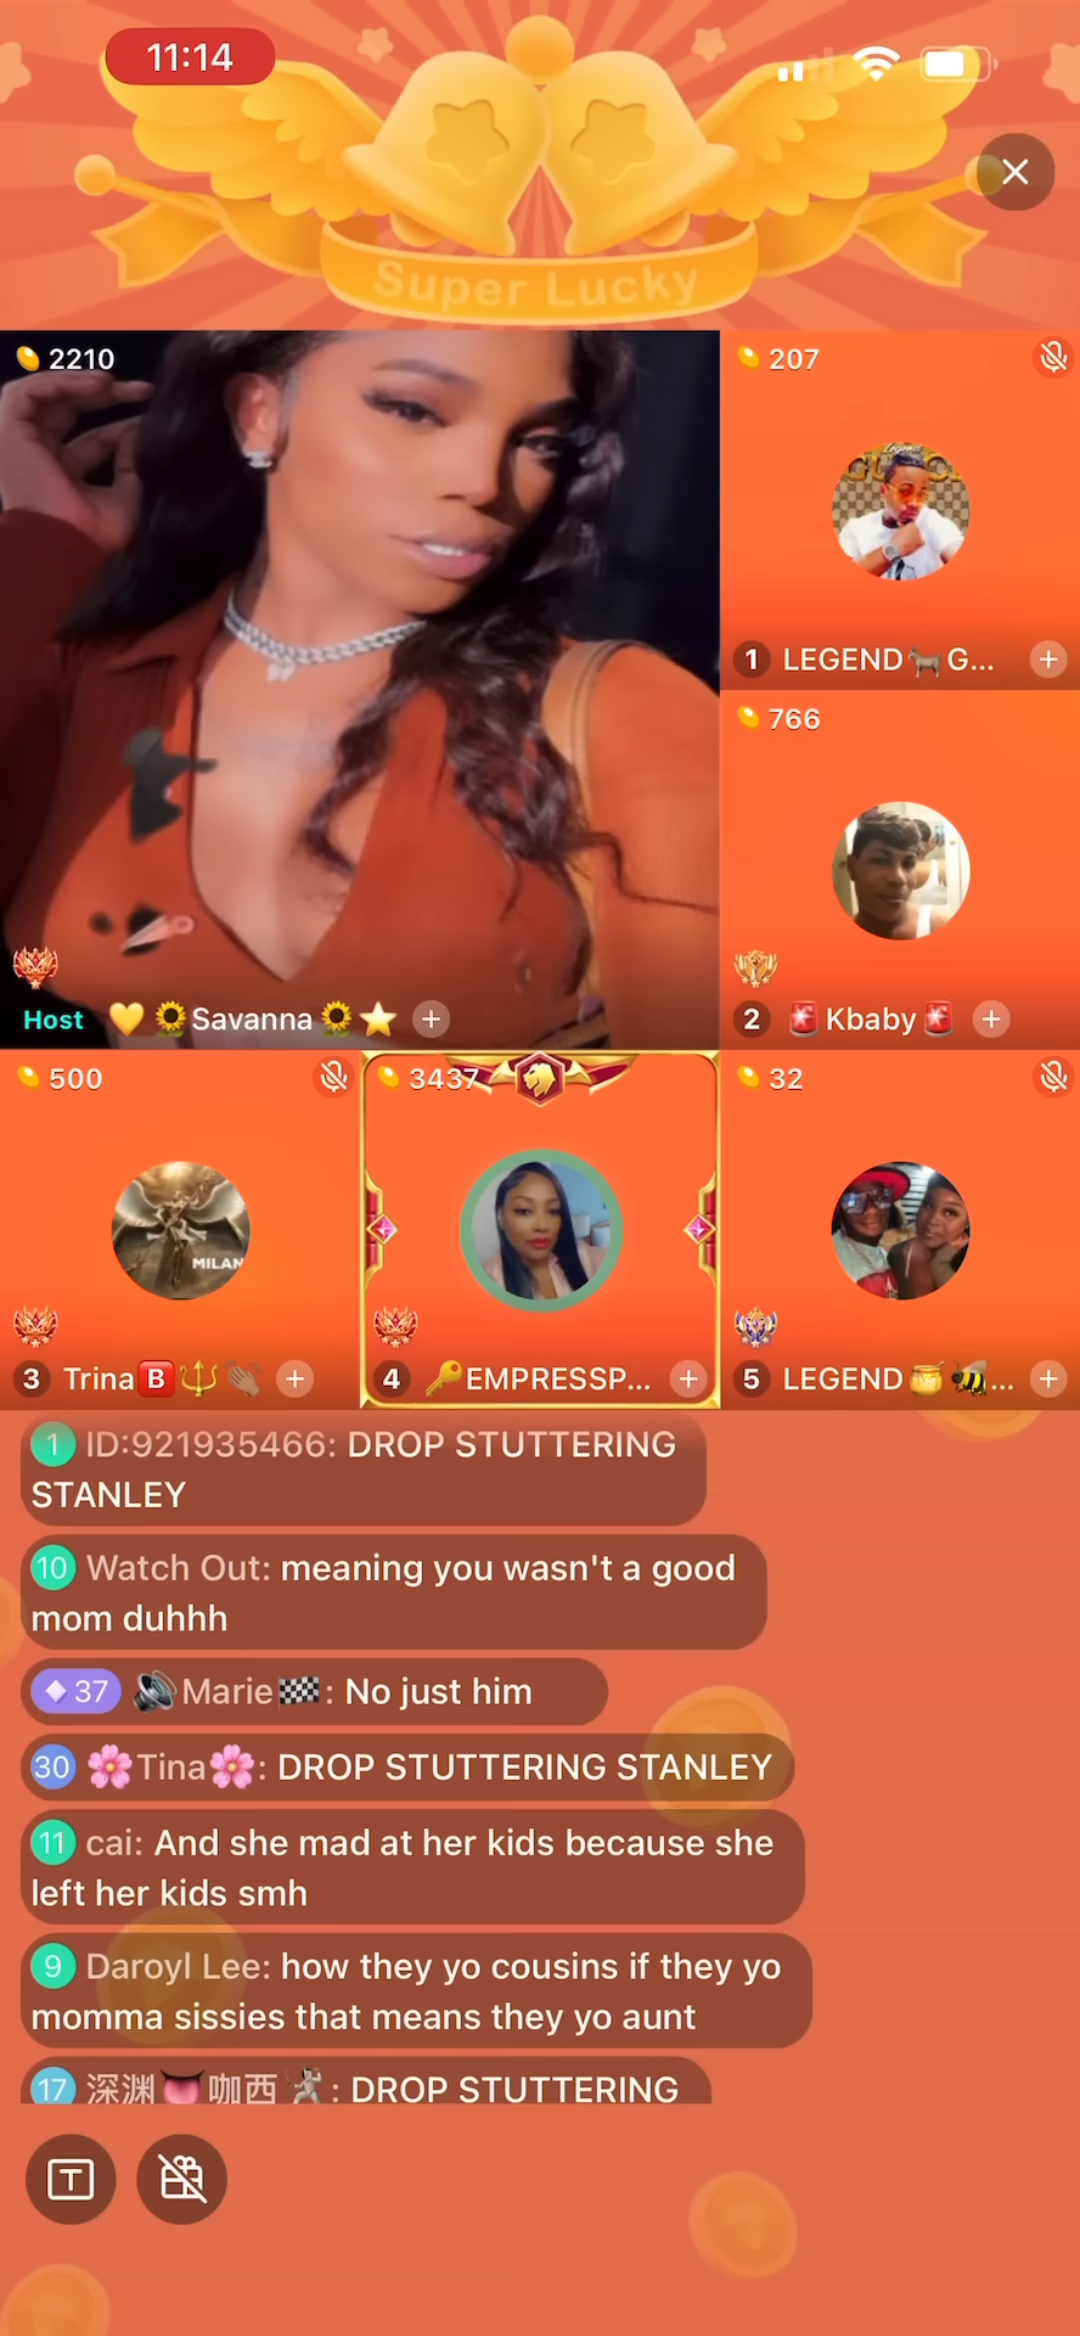 11:14
Super Lucky
2210
207
1 LEGEND🐐G...
766
Host 💛🌻Savanna🌻⭐
2 🚨Kbaby🚨
500
3437
32
MILAN
3 Trina🅱️🔱👏🏾
4 🔑EMPRESSP...
5 LEGEND🍯🐝...
1 ID:921935466: DROP STUTTERING
STANLEY
10 Watch Out: meaning you wasn't a good
mom duhhh
37 🔊Marie🏁: No just him
30 🌸Tina🌸: DROP STUTTERING STANLEY
11 cai: And she mad at her kids because she
left her kids smh
9 Daroyl Lee: how they yo cousins if they yo
momma sissies that means they yo aunt
17 深渊👅咖西🤺: DROP STUTTERING
T